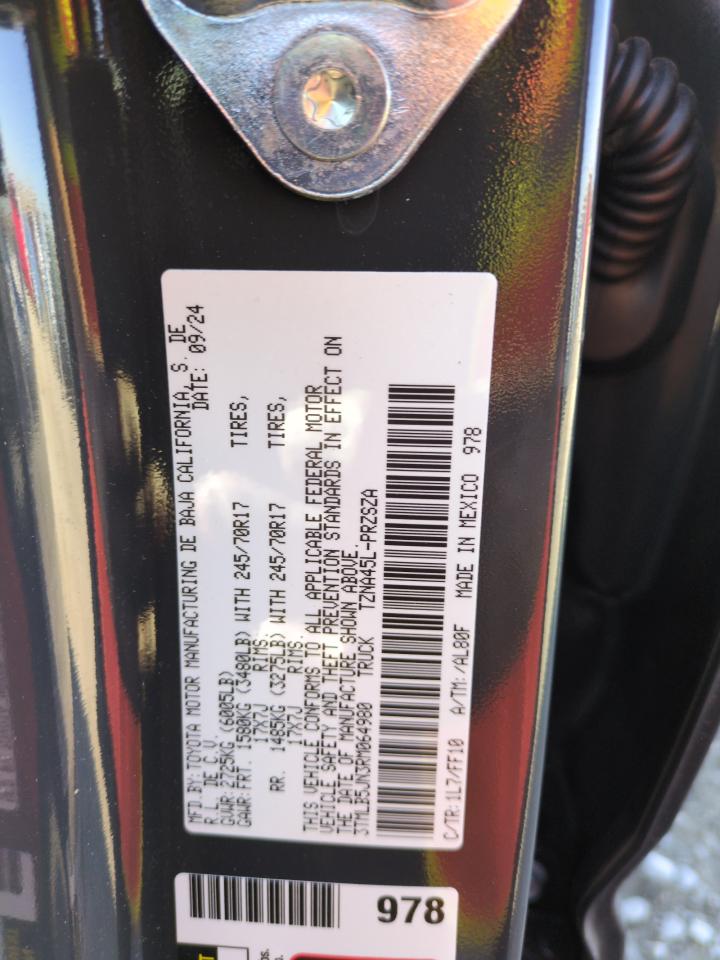 MFD.BY:TOYOTA MOTOR MANUFACTURING DE BAJA CALIFORNIA, S. DE
R.L. DE C.V. DATE: 09/24
GVWR: 2725KG (6005LB)
GAWR:FRT. 1580KG (3480LB) WITH 245/70R17 TIRES,
17X7J RIMS.
RR. 1485KG (3275LB) WITH 245/70R17 TIRES,
17X7J RIMS.
THIS VEHICLE CONFORMS TO ALL APPLICABLE FEDERAL MOTOR
VEHICLE SAFETY AND THEFT PREVENTION STANDARDS IN EFFECT ON
THE DATE OF MANUFACTURE SHOWN ABOVE.
3TMLB5JN3RM064980 TRUCK TZNA45L-PRZSZA
C/TR:1L7/FF10 A/TM:/AL80F MADE IN MEXICO 978
978